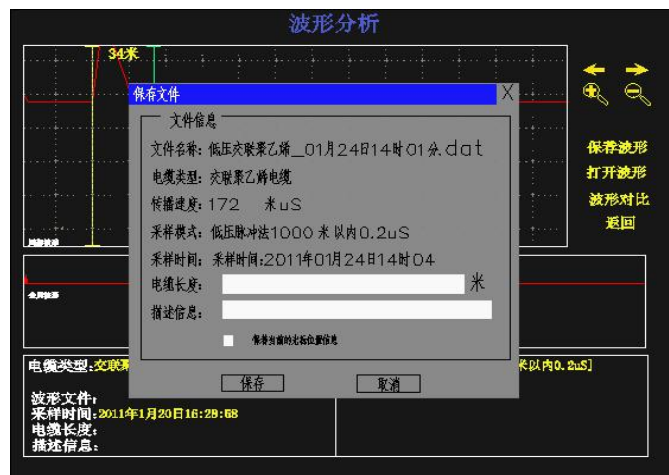 波形分析
34米
保存文件 X
文件信息
文件名称：低压交联聚乙烯__01月24日14时01分.dat
电缆类型：交联聚乙烯电缆
传播速度：172 米uS
采样模式：低压脉冲法1000米以内0.2uS
采样时间：采样时间:2011年01月24日14时04
电缆长度： 米
描述信息：
保存当前的光标位置信息
保存 取消
保存波形
打开波形
波形对比
返回
局部波形
全局波形
电缆类型:交联聚
米以内0.2uS]
波形文件:
采样时间:2011年1月20日16:29:58
电缆长度:
描述信息: